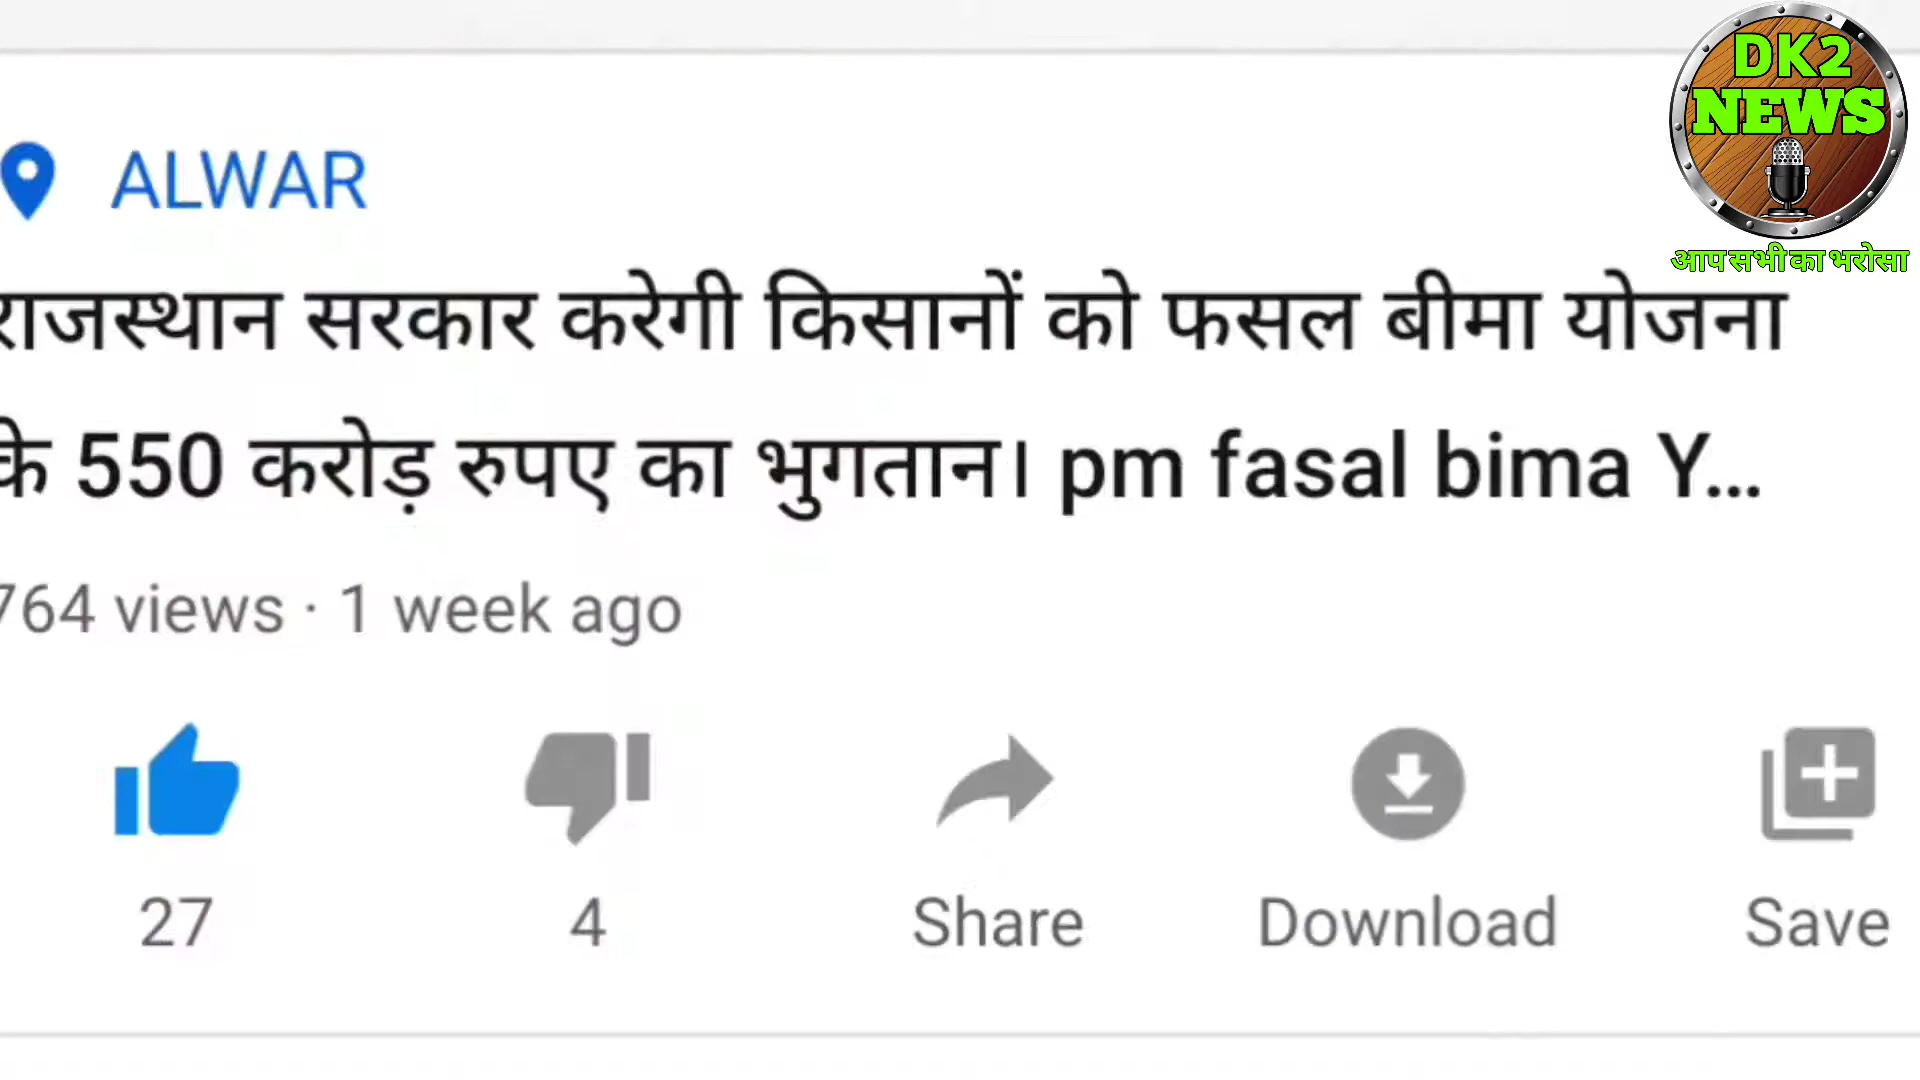 DK2
NEWS
आप सभी का भरोसा
ALWAR
राजस्थान सरकार करेगी किसानों को फसल बीमा योजना
के 550 करोड़ रुपए का भुगतान। pm fasal bima Y...
764 views · 1 week ago
27
4
Share
Download
Save